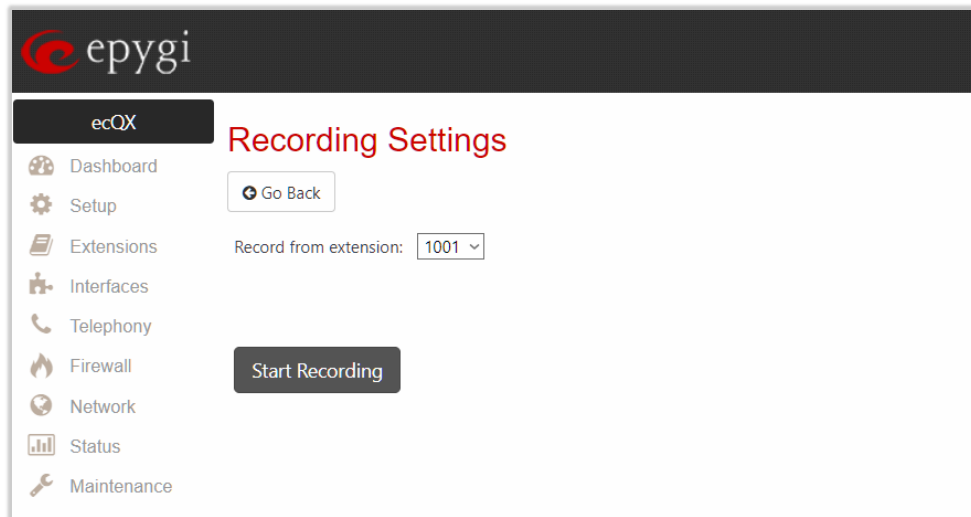 epygi
ecQX
Dashboard
Setup
Extensions
Interfaces
Telephony
Firewall
Network
Status
Maintenance
Recording Settings
Go Back
Record from extension: 1001
Start Recording